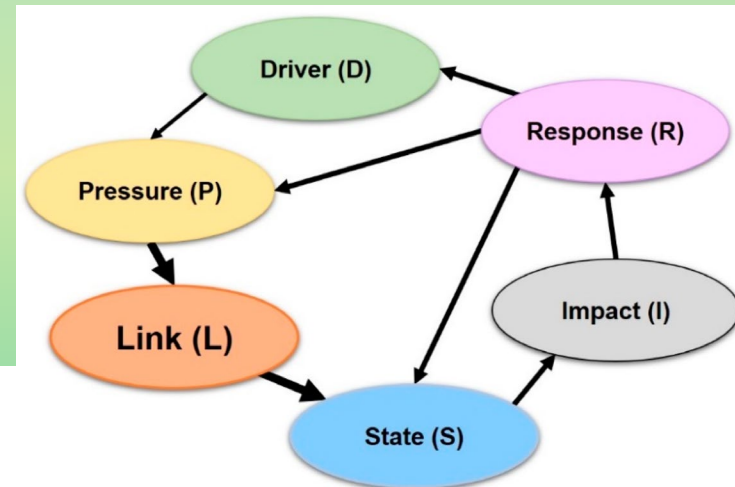 Driver (D)
Response (R)
Pressure (P)
Link (L)
Impact (I)
State (S)